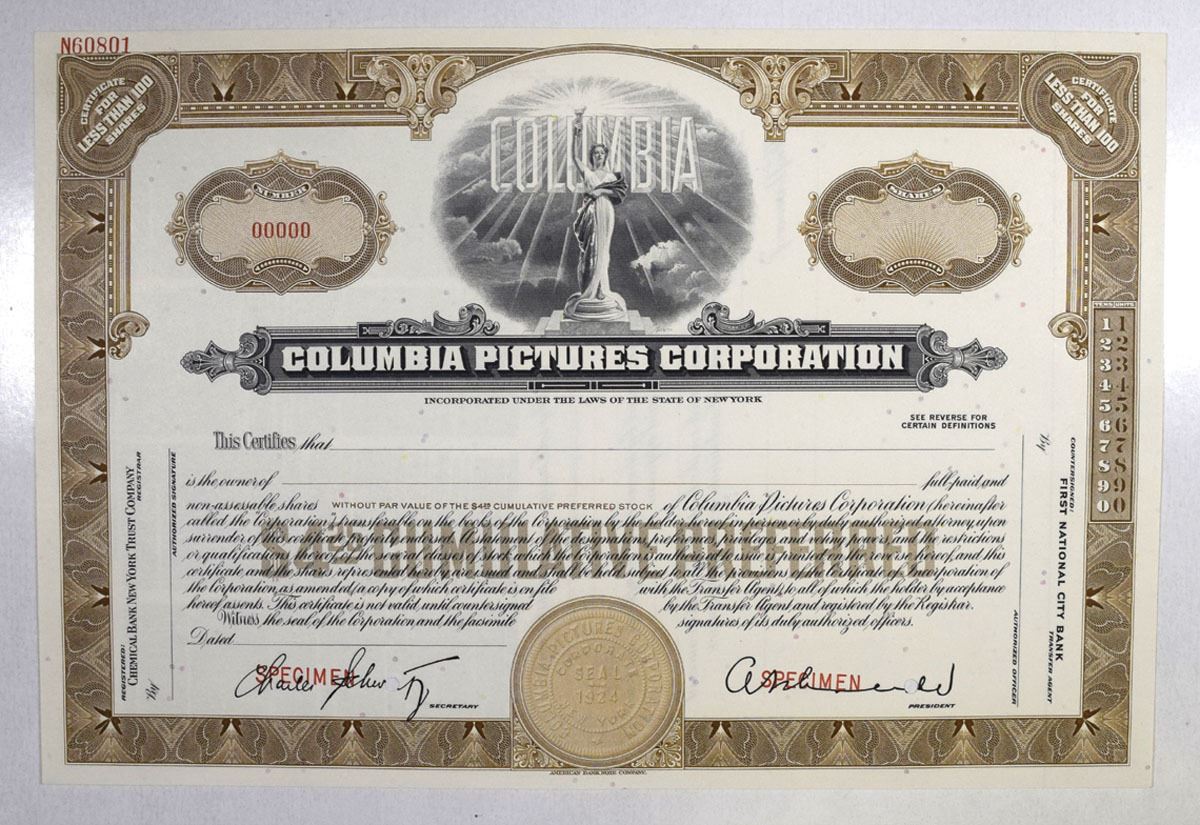 N60801
CERTIFICATE
FOR
LESS THAN 100
SHARES
CERTIFICATE
FOR
LESS THAN 100
SHARES
COLUMBIA
NUMBER
00000
SHARES
COLUMBIA PICTURES CORPORATION
INCORPORATED UNDER THE LAWS OF THE STATE OF NEW YORK
SEE REVERSE FOR
CERTAIN DEFINITIONS
TENS UNITS
1 1
2 2
3 3
4 4
5 5
6 6
7 7
8 8
9 9
0 0
This Certifies that
is the owner of full-paid and
non-assessable shares WITHOUT PAR VALUE OF THE $4.25 CUMULATIVE PREFERRED STOCK of Columbia Pictures Corporation (hereinafter
called the Corporation), transferable on the books of the Corporation by the holder hereof in person or by duly authorized attorney, upon
surrender of this certificate properly endorsed. A statement of the designations, preferences, privileges and voting powers, and the restrictions
or qualifications thereof, of the several classes of stock which the Corporation is authorized to issue is printed on the reverse hereof, and this
certificate and the shares represented hereby are issued and shall be held subject to all the provisions of the Certificate of Incorporation of
the Corporation, as amended, (a copy of which certificate is on file with the Transfer Agent), to all of which the holder by acceptance
hereof assents. This certificate is not valid until countersigned by the Transfer Agent and registered by the Registrar.
Witness the seal of the Corporation and the facsimile signatures of its duly authorized officers.
Dated
SPECIMEN
SECRETARY
COLUMBIA PICTURES CORPORATION
CORPORATE
SEAL
1924
NEW YORK
SPECIMEN
PRESIDENT
REGISTERED:
CHEMICAL BANK NEW YORK TRUST COMPANY
REGISTRAR
By
AUTHORIZED SIGNATURE
COUNTERSIGNED:
FIRST NATIONAL CITY BANK
TRANSFER AGENT
By
AUTHORIZED OFFICER
AMERICAN BANK NOTE COMPANY.